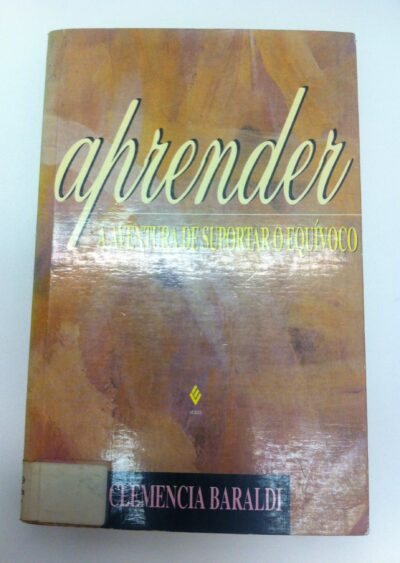 aprender
A AVENTURA DE SUPORTAR O EQUÍVOCO
CLEMENCIA BARALDI